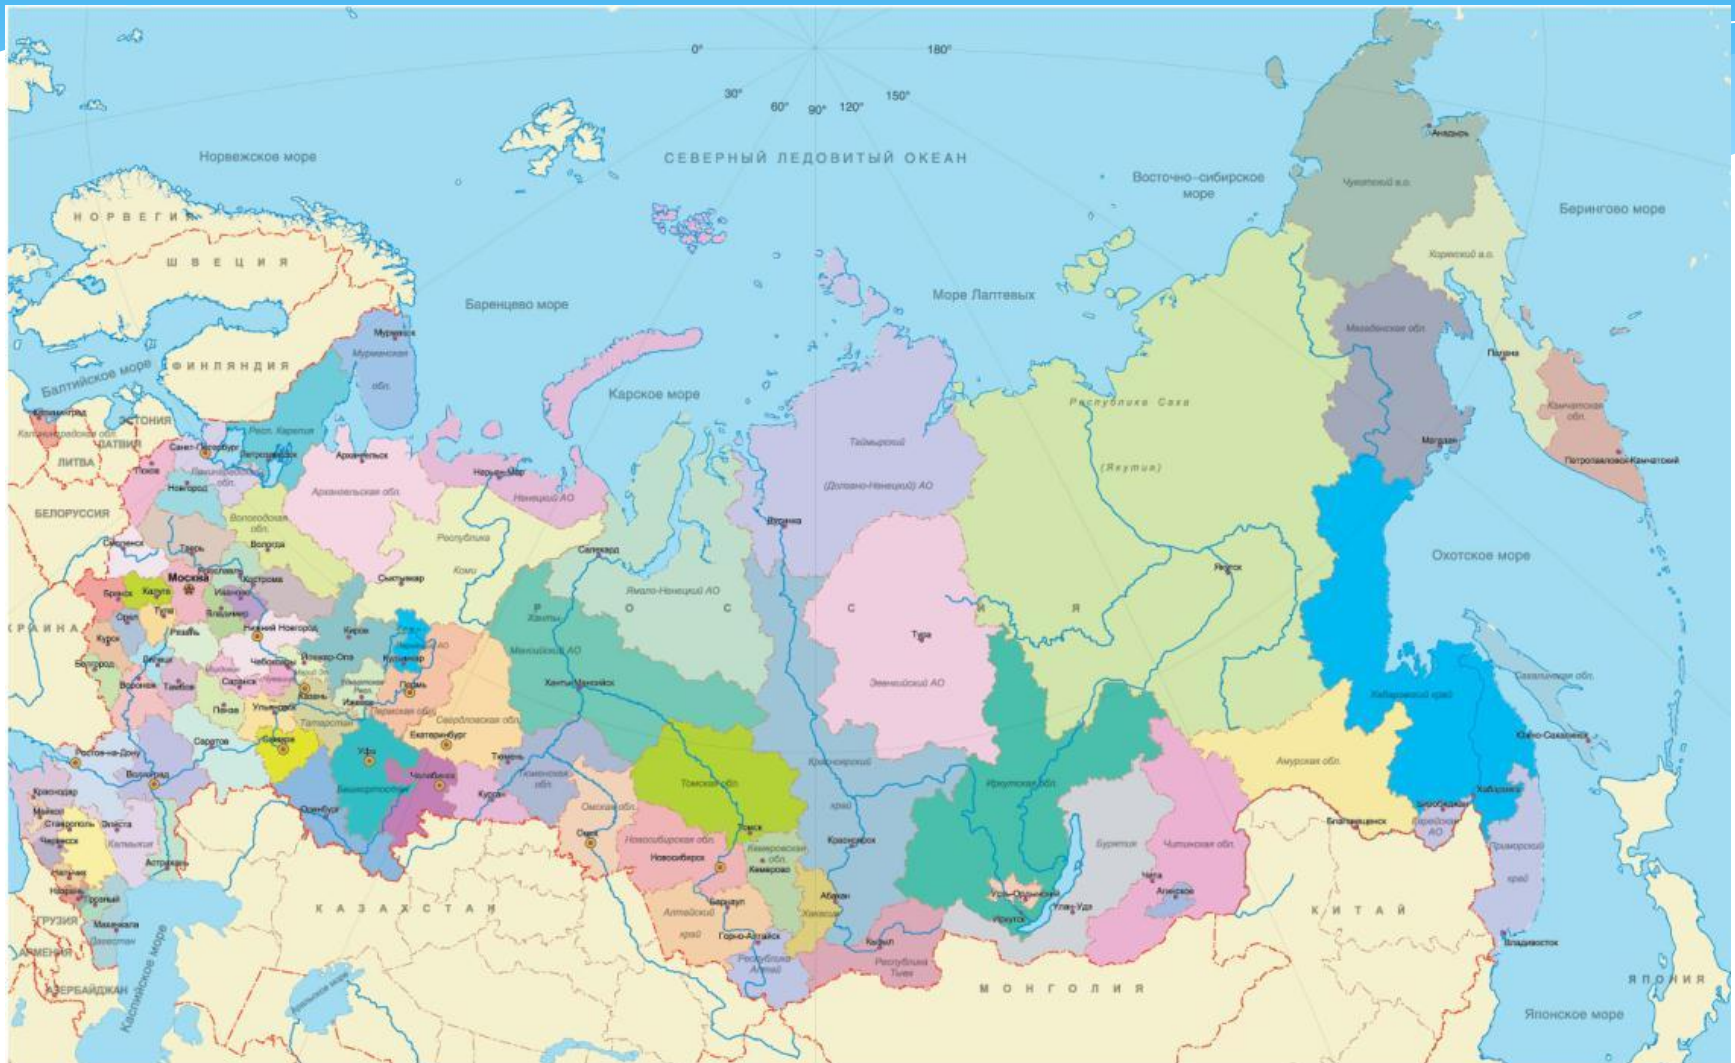 0°
180°
30°
60°
90°
120°
150°
Норвежское море
СЕВЕРНЫЙ ЛЕДОВИТЫЙ ОКЕАН
Восточно-сибирское
море
Берингово море
Анадырь
Чукотский а.о.
Корякский а.о.
НОРВЕГИЯ
ШВЕЦИЯ
ФИНЛЯНДИЯ
Баренцево море
Море Лаптевых
Карское море
Балтийское море
Мурманск
Мурманская
обл.
Магаданская обл.
Магадан
Палана
Камчатская
обл.
Петропавловск-Камчатский
Охотское море
Республика Саха
(Якутия)
Якутск
Таймырский
(Долгано-Ненецкий) АО
Калининград
Калининградская обл.
ЭСТОНИЯ
ЛАТВИЯ
ЛИТВА
БЕЛОРУССИЯ
Санкт-Петербург
Псков
Новгород
Ленинградская
обл.
Респ. Карелия
Петрозаводск
Архангельск
Архангельская обл.
Нарьян-Мар
Ненецкий АО
Вологодская
обл.
Вологда
Республика
Коми
Сыктывкар
Салехард
Ямало-Ненецкий АО
РОССИЯ
Ханты
Мансийский АО
Ханты-Мансийск
Тура
Эвенкийский АО
Смоленск
Тверь
Москва
Ярославль
Кострома
Иваново
Владимир
Брянск
Калуга
Тула
Орел
Рязань
Курск
Белгород
Липецк
Воронеж
Тамбов
Нижний Новгород
Киров
Йошкар-Ола
Чебоксары
Саранск
Казань
Пенза
Ульяновск
Татарстан
Ижевск
Кудымкар
Пермь
Пермская обл.
Свердловская обл.
Екатеринбург
Самара
Саратов
Уфа
Башкортостан
Челябинск
Оренбург
Курган
Тюмень
Тюменская
обл.
Омская обл.
Омск
Томская обл.
Томск
Новосибирская обл.
Новосибирск
Кемеровская
обл.
Кемерово
Алтайский
край
Барнаул
Горно-Алтайск
Республика
Алтай
Хакасия
Абакан
Красноярский
край
Красноярск
Кызыл
Республика
Тыва
Иркутская обл.
Усть-Ордынский
Иркутск
Бурятия
Улан-Удэ
Читинская обл.
Чита
Агинское
Амурская обл.
Благовещенск
Хабаровский край
Хабаровск
Биробиджан
Еврейская
АО
Приморский
край
Владивосток
Сахалинская обл.
Южно-Сахалинск
Ростов-на-Дону
Волгоград
Краснодар
Майкоп
Ставрополь
Элиста
Черкесск
Калмыкия
Астрахань
Нальчик
Назрань
Грозный
Махачкала
Дагестан
ГРУЗИЯ
АРМЕНИЯ
АЗЕРБАЙДЖАН
Каспийское море
Аральское море
КАЗАХСТАН
МОНГОЛИЯ
КИТАЙ
ЯПОНИЯ
Японское море